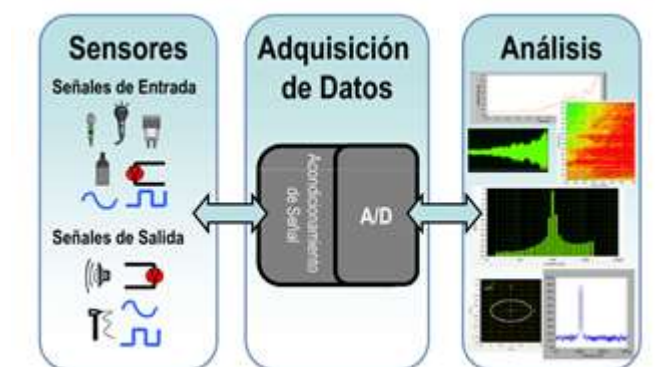 Sensores
Señales de Entrada
Señales de Salida
Adquisición
de Datos
Acondicionamiento
de Señal
A/D
Análisis